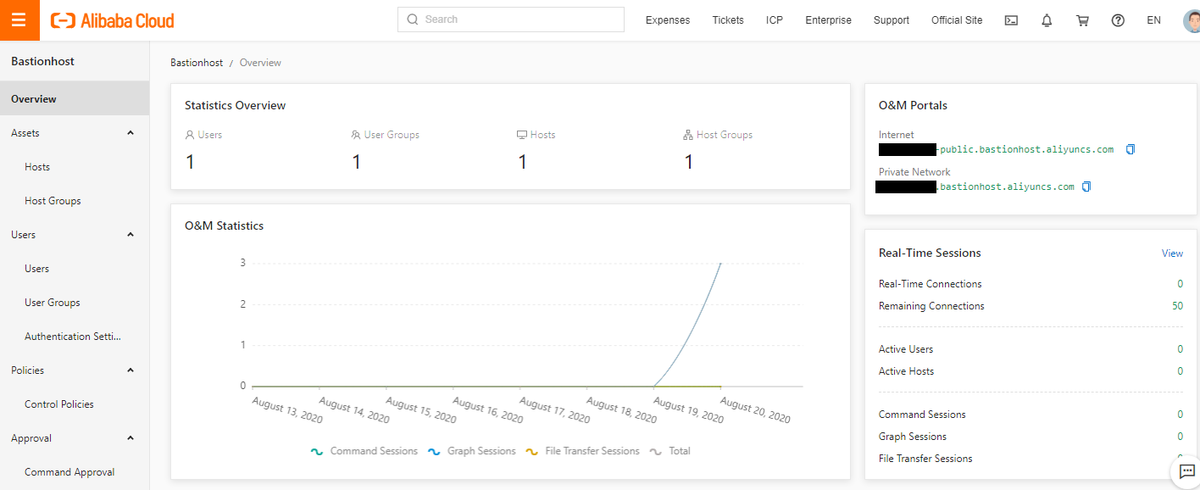 Alibaba Cloud
Search
Expenses Tickets ICP Enterprise Support Official Site EN
Bastionhost
Overview
Assets
Hosts
Host Groups
Users
Users
User Groups
Authentication Setti...
Policies
Control Policies
Approval
Command Approval
Bastionhost / Overview
Statistics Overview
Users User Groups Hosts Host Groups
1 1 1 1
O&M Statistics
3
2
1
0
August 13, 2020 August 14, 2020 August 15, 2020 August 16, 2020 August 17, 2020 August 18, 2020 August 19, 2020 August 20, 2020
Command Sessions Graph Sessions File Transfer Sessions Total
O&M Portals
Internet
-public.bastionhost.aliyuncs.com
Private Network
.bastionhost.aliyuncs.com
Real-Time Sessions View
Real-Time Connections 0
Remaining Connections 50
Active Users 0
Active Hosts 0
Command Sessions 0
Graph Sessions 0
File Transfer Sessions